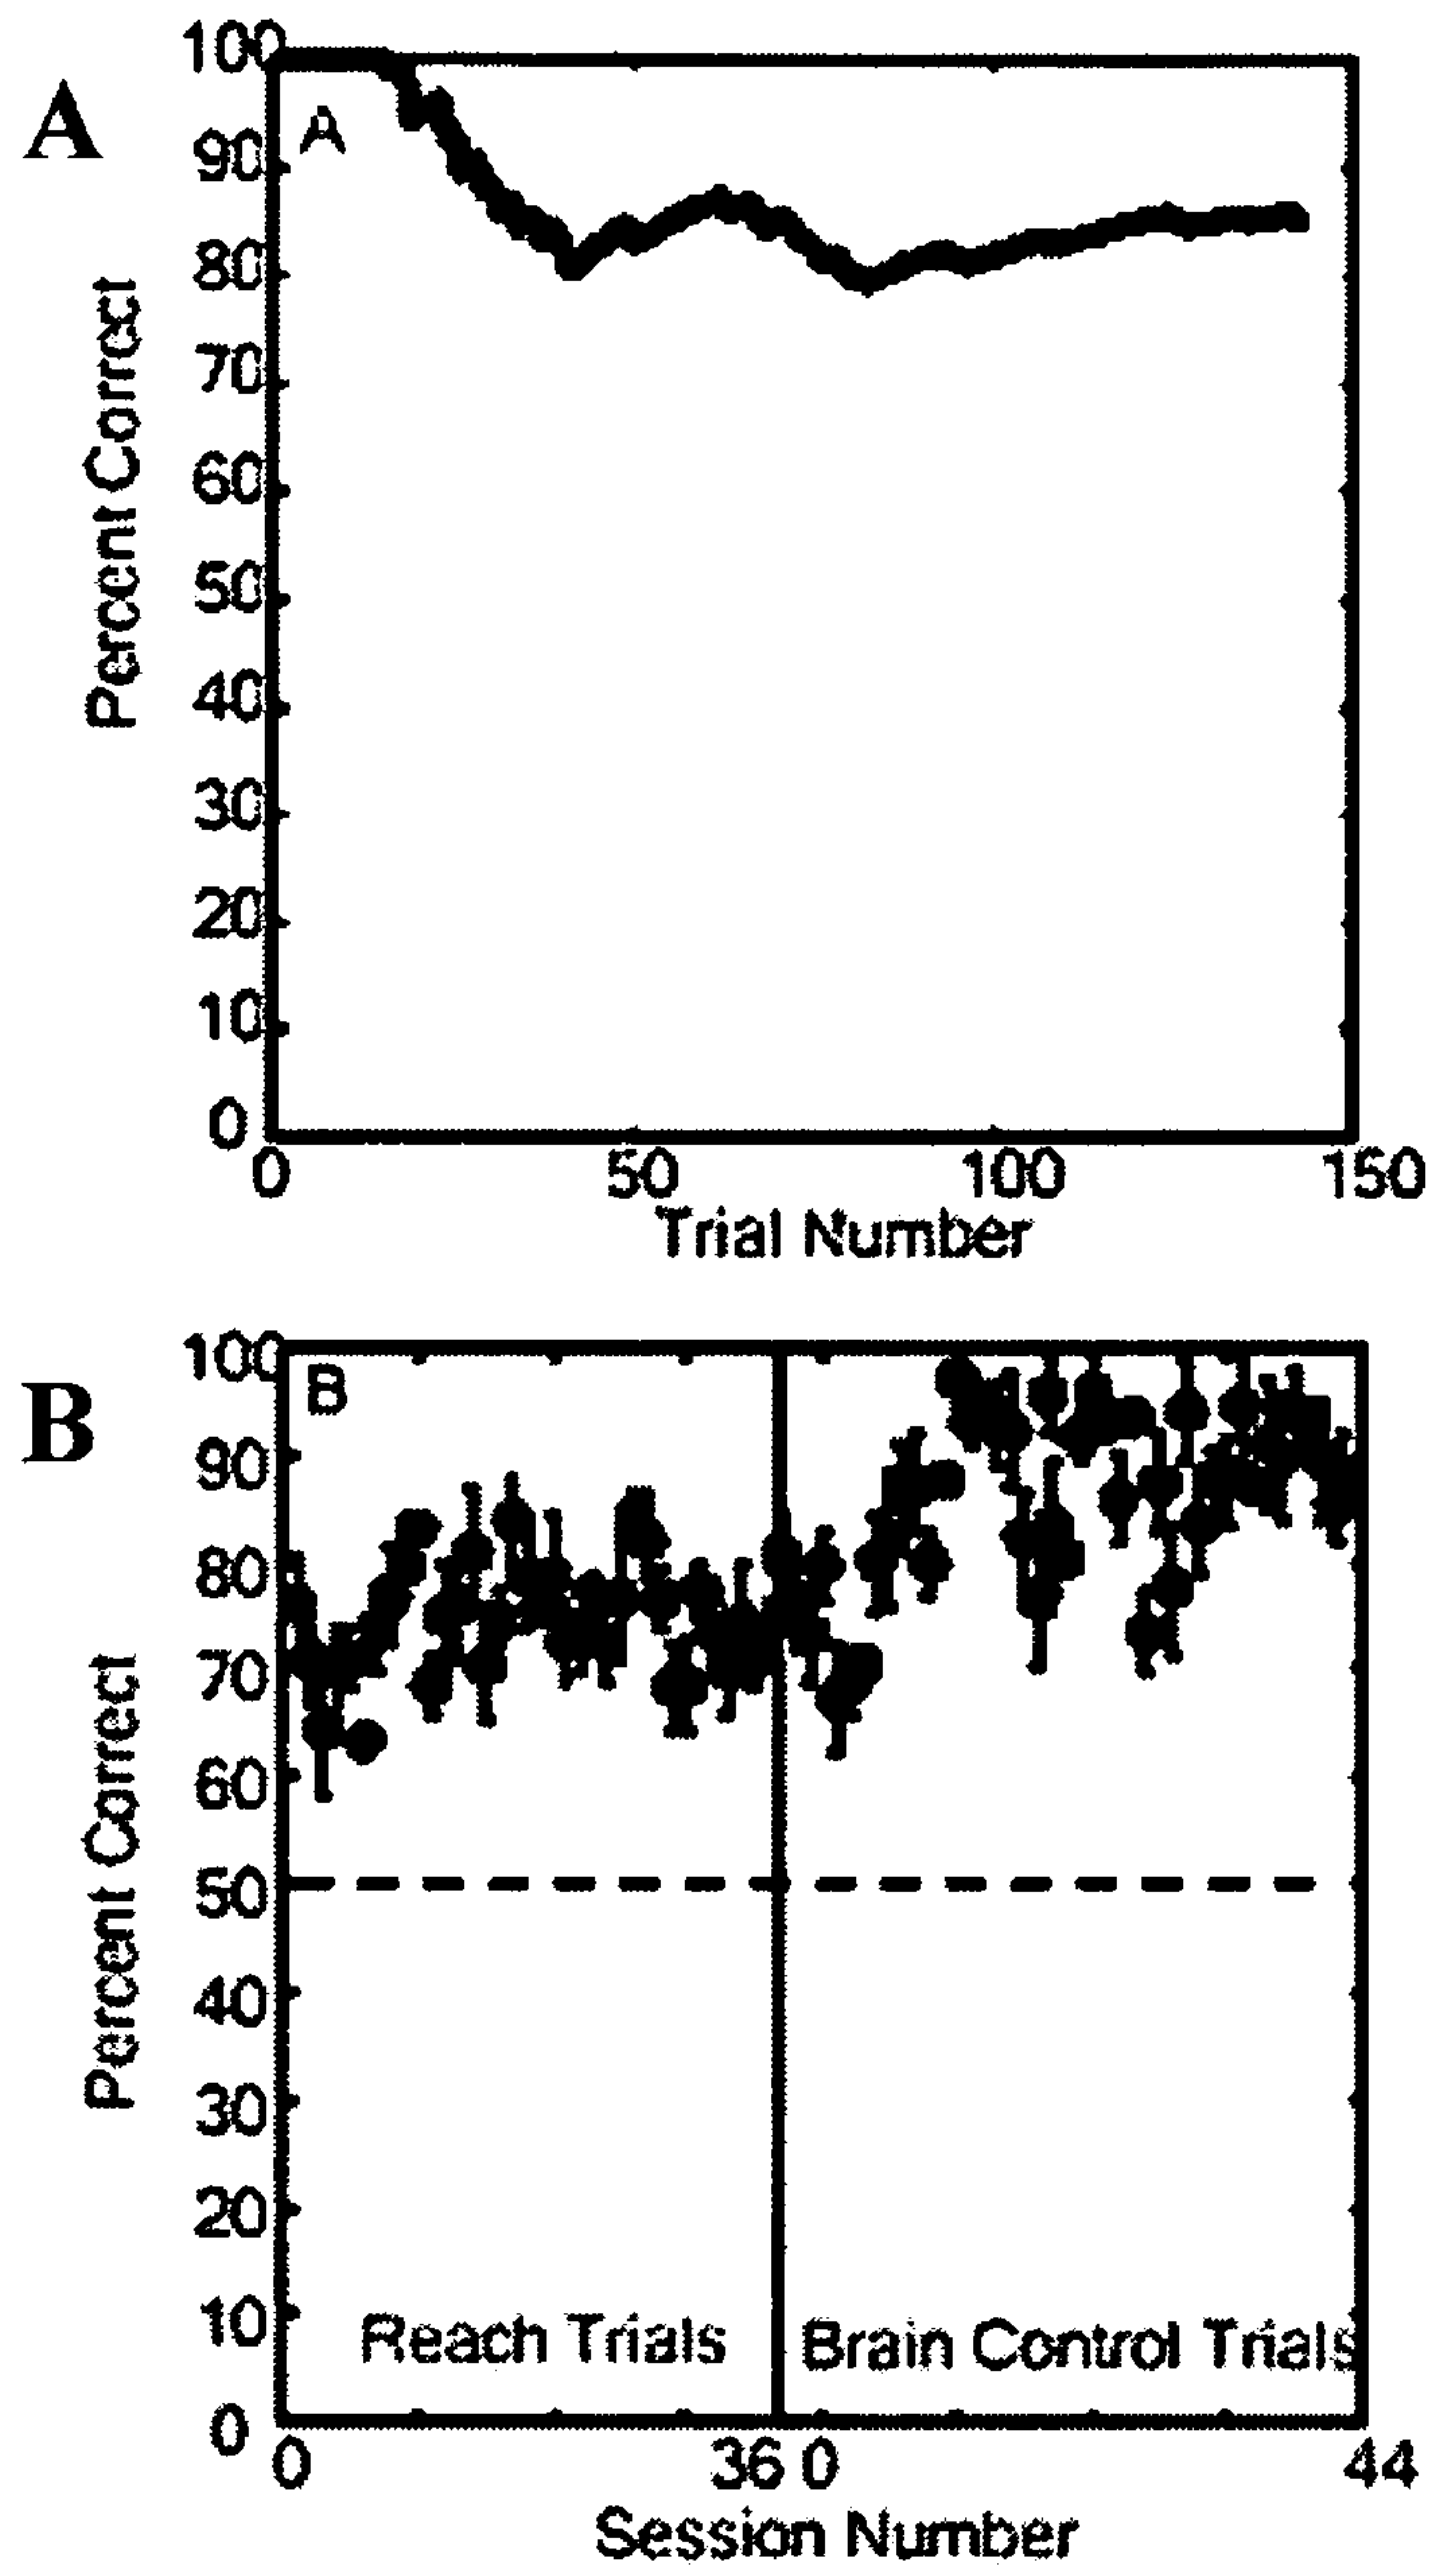 A
100
A
90
80
70
60
50
40
30
20
10
0
Percent Correct
0 50 100 150
Trial Number
B
100
B
90
80
70
60
50
40
30
20
10
0
Percent Correct
Reach Trials Brain Control Trials
0 36 0 44
Session Number